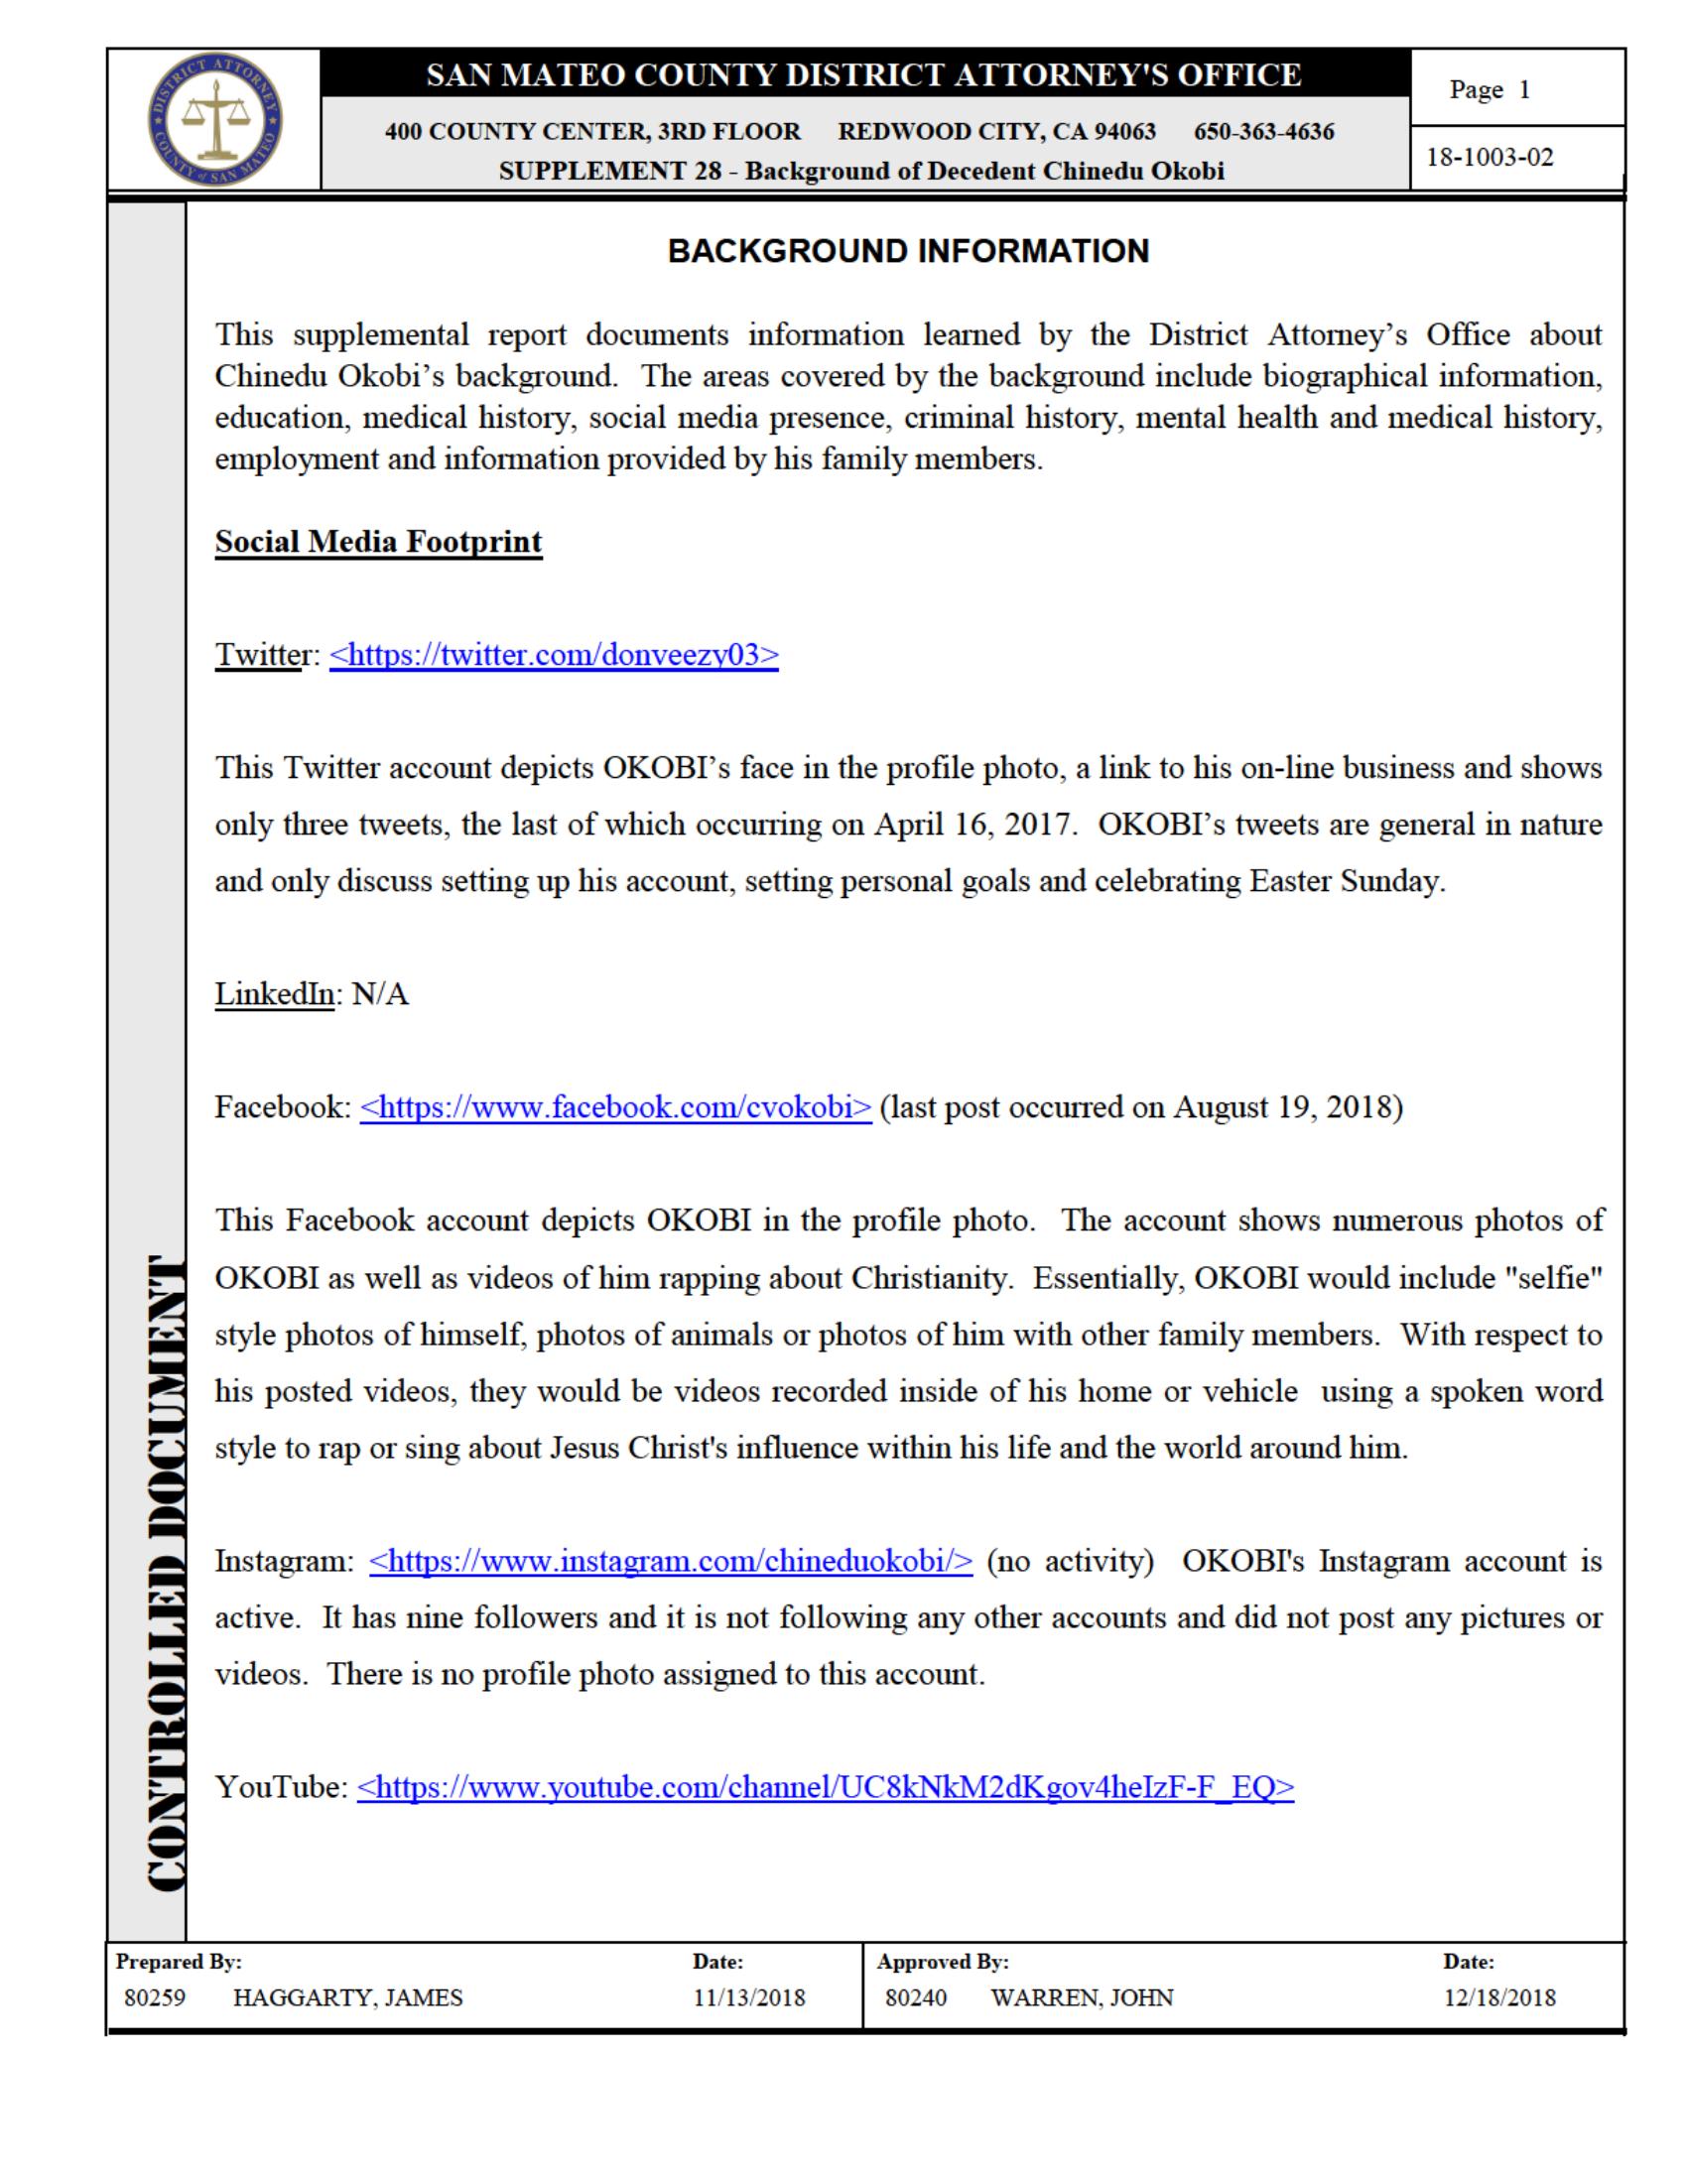 DISTRICT ATTORNEY
COUNTY of SAN MATEO
SAN MATEO COUNTY DISTRICT ATTORNEY'S OFFICE
400 COUNTY CENTER, 3RD FLOOR REDWOOD CITY, CA 94063 650-363-4636
SUPPLEMENT 28 - Background of Decedent Chinedu Okobi
Page 1
18-1003-02
BACKGROUND INFORMATION
This supplemental report documents information learned by the District Attorney’s Office about
Chinedu Okobi’s background. The areas covered by the background include biographical information,
education, medical history, social media presence, criminal history, mental health and medical history,
employment and information provided by his family members.
Social Media Footprint
Twitter: <https://twitter.com/donveezy03>
This Twitter account depicts OKOBI’s face in the profile photo, a link to his on-line business and shows
only three tweets, the last of which occurring on April 16, 2017. OKOBI’s tweets are general in nature
and only discuss setting up his account, setting personal goals and celebrating Easter Sunday.
LinkedIn: N/A
Facebook: <https://www.facebook.com/cvokobi> (last post occurred on August 19, 2018)
This Facebook account depicts OKOBI in the profile photo. The account shows numerous photos of
OKOBI as well as videos of him rapping about Christianity. Essentially, OKOBI would include "selfie"
style photos of himself, photos of animals or photos of him with other family members. With respect to
his posted videos, they would be videos recorded inside of his home or vehicle using a spoken word
style to rap or sing about Jesus Christ's influence within his life and the world around him.
Instagram: <https://www.instagram.com/chineduokobi/> (no activity) OKOBI's Instagram account is
active. It has nine followers and it is not following any other accounts and did not post any pictures or
videos. There is no profile photo assigned to this account.
YouTube: <https://www.youtube.com/channel/UC8kNkM2dKgov4heIzF-F_EQ>
CONTROLLED DOCUMENT
Prepared By: Date: Approved By: Date:
80259 HAGGARTY, JAMES 11/13/2018 80240 WARREN, JOHN 12/18/2018